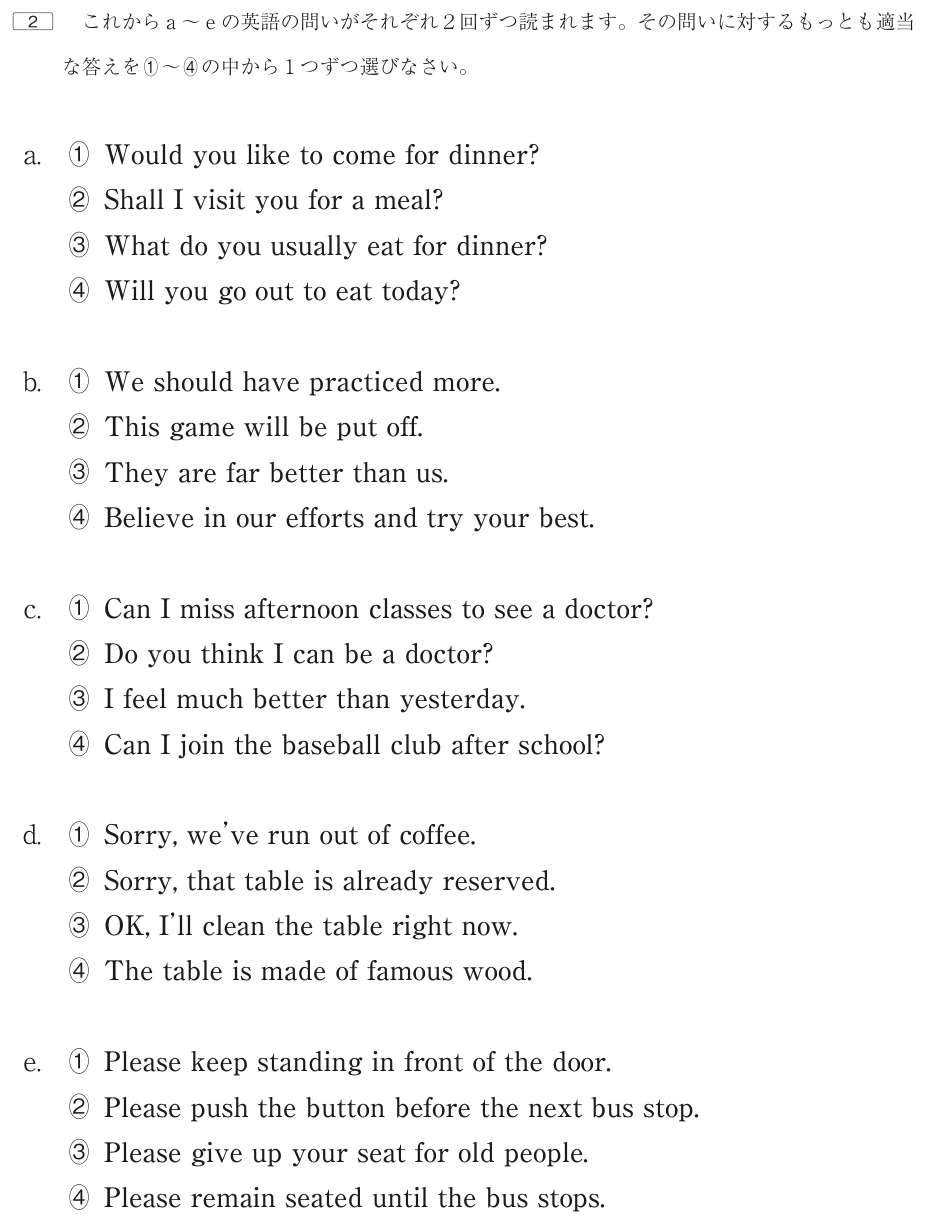 2 これからａ～ｅの英語の問いがそれぞれ２回ずつ読まれます。その問いに対するもっとも適当
な答えを①～④の中から１つずつ選びなさい。
a. ① Would you like to come for dinner?
② Shall I visit you for a meal?
③ What do you usually eat for dinner?
④ Will you go out to eat today?
b. ① We should have practiced more.
② This game will be put off.
③ They are far better than us.
④ Believe in our efforts and try your best.
c. ① Can I miss afternoon classes to see a doctor?
② Do you think I can be a doctor?
③ I feel much better than yesterday.
④ Can I join the baseball club after school?
d. ① Sorry, we’ve run out of coffee.
② Sorry, that table is already reserved.
③ OK, I’ll clean the table right now.
④ The table is made of famous wood.
e. ① Please keep standing in front of the door.
② Please push the button before the next bus stop.
③ Please give up your seat for old people.
④ Please remain seated until the bus stops.